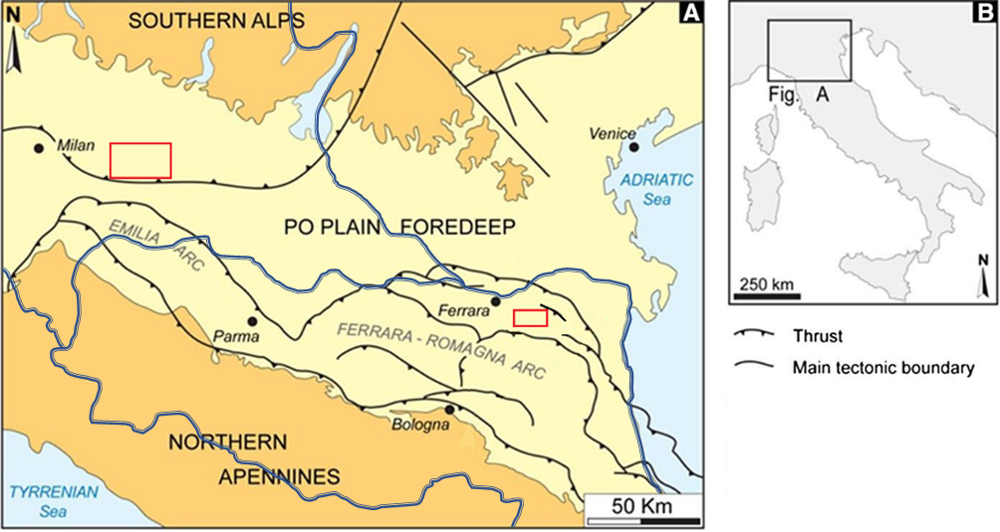 N
SOUTHERN ALPS
A
Milan
Venice
ADRIATIC
Sea
PO PLAIN FOREDEEP
EMILIA ARC
Ferrara
Parma
FERRARA - ROMAGNA ARC
Bologna
NORTHERN
APENNINES
TYRRENIAN
Sea
50 Km
B
Fig. A
N
250 km
Thrust
Main tectonic boundary